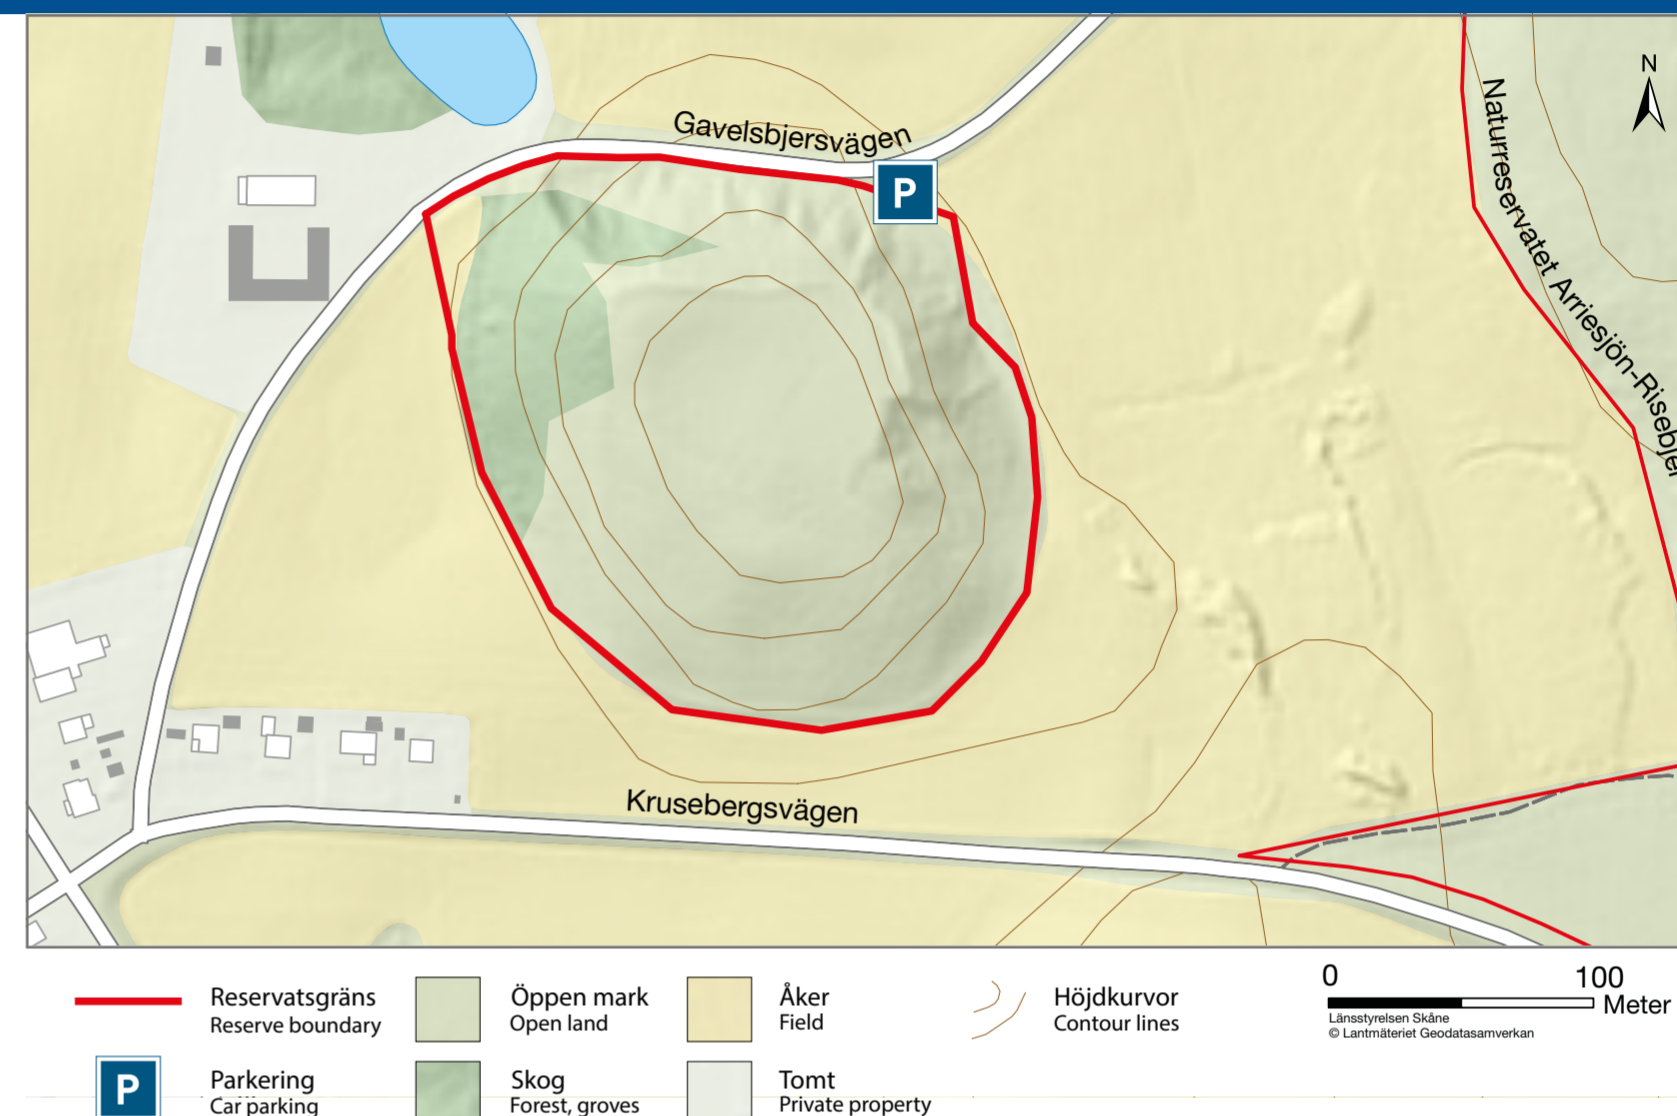 N
Gavelsbjersvägen
P
Naturreservatet Arriesjön-Risebjer
Krusebergsvägen
Reservatsgräns
Reserve boundary
Öppen mark
Open land
Åker
Field
Höjdkurvor
Contour lines
0 100
Meter
Länsstyrelsen Skåne
© Lantmäteriet Geodatasamverkan
P
Parkering
Car parking
Skog
Forest, groves
Tomt
Private property